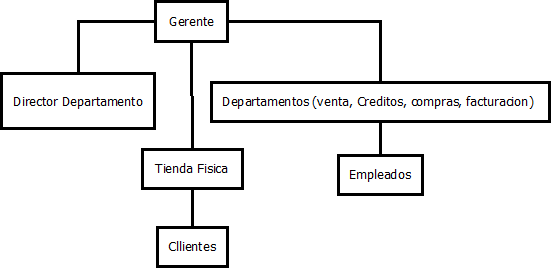 Gerente
Director Departamento
Departamentos (venta, Creditos, compras, facturacion)
Tienda Fisica
Empleados
Cllientes